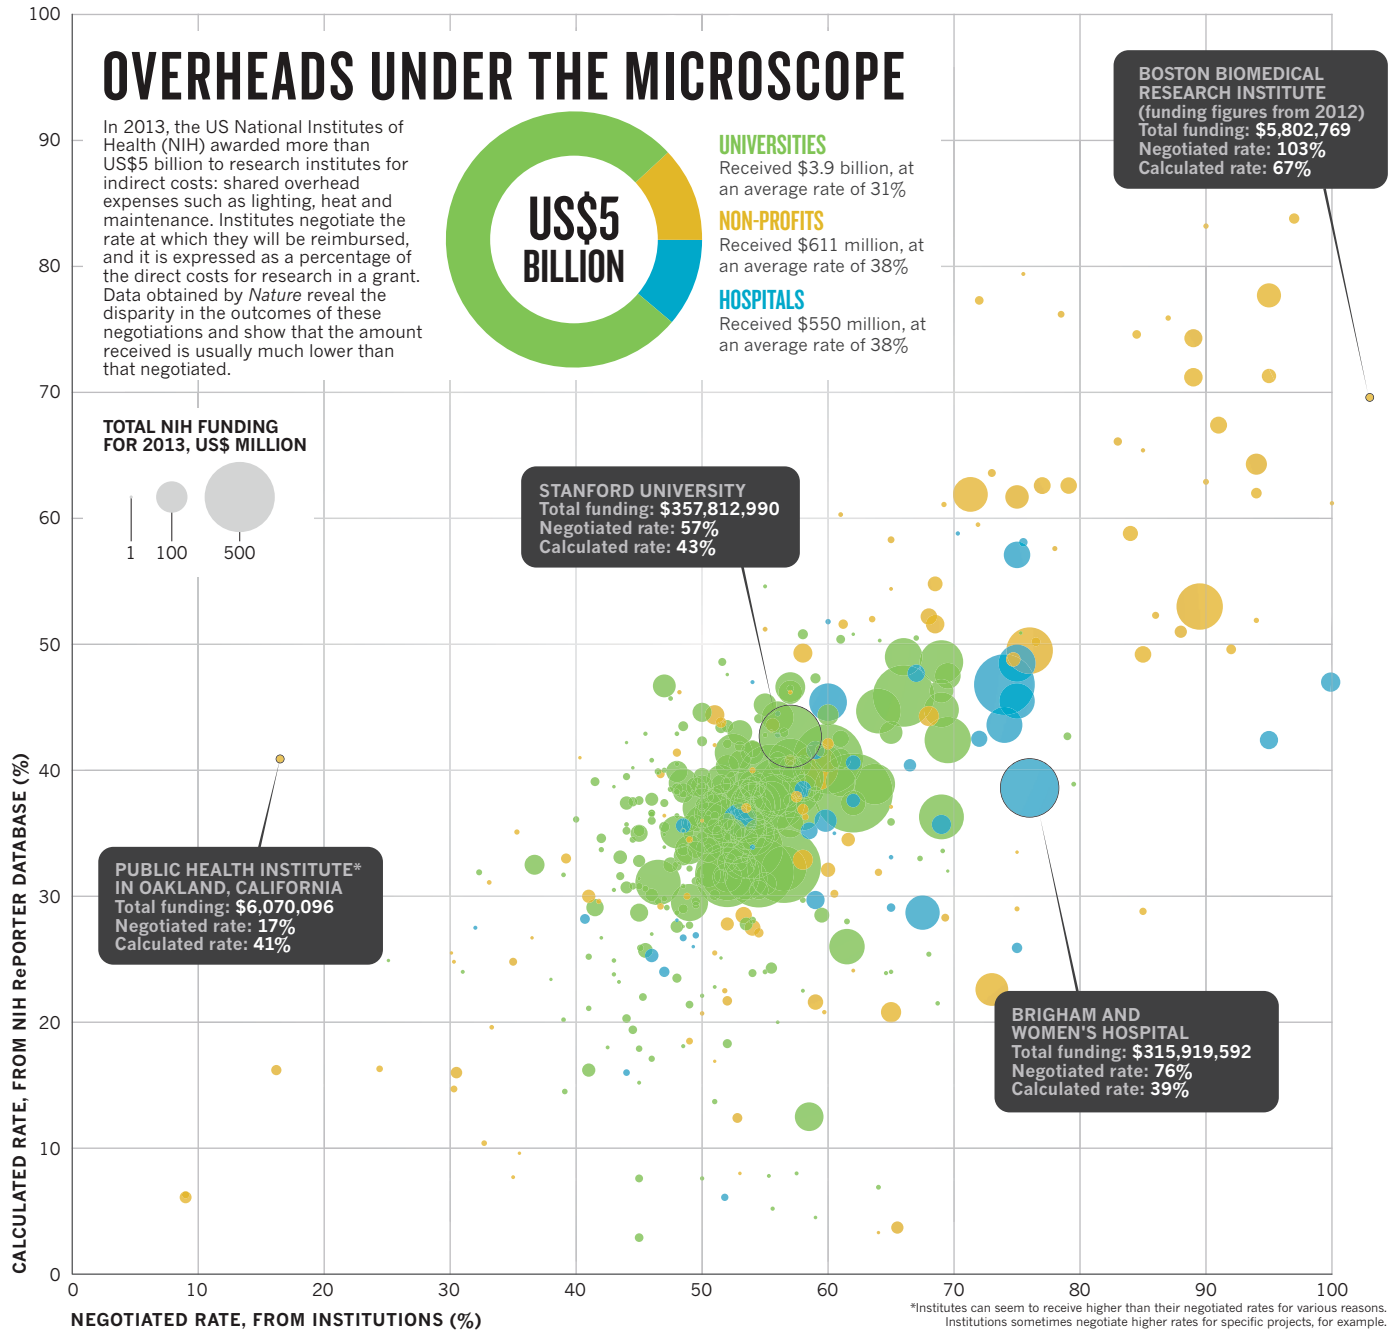 OVERHEADS UNDER THE MICROSCOPE
In 2013, the US National Institutes of
Health (NIH) awarded more than
US$5 billion to research institutes for
indirect costs: shared overhead
expenses such as lighting, heat and
maintenance. Institutes negotiate the
rate at which they will be reimbursed,
and it is expressed as a percentage of
the direct costs for research in a grant.
Data obtained by Nature reveal the
disparity in the outcomes of these
negotiations and show that the amount
received is usually much lower than
that negotiated.
US$5
BILLION
UNIVERSITIES
Received $3.9 billion, at
an average rate of 31%
NON-PROFITS
Received $611 million, at
an average rate of 38%
HOSPITALS
Received $550 million, at
an average rate of 38%
BOSTON BIOMEDICAL
RESEARCH INSTITUTE
(funding figures from 2012)
Total funding: $5,802,769
Negotiated rate: 103%
Calculated rate: 67%
TOTAL NIH FUNDING
FOR 2013, US$ MILLION
1 100 500
STANFORD UNIVERSITY
Total funding: $357,812,990
Negotiated rate: 57%
Calculated rate: 43%
PUBLIC HEALTH INSTITUTE*
IN OAKLAND, CALIFORNIA
Total funding: $6,070,096
Negotiated rate: 17%
Calculated rate: 41%
BRIGHAM AND
WOMEN'S HOSPITAL
Total funding: $315,919,592
Negotiated rate: 76%
Calculated rate: 39%
CALCULATED RATE, FROM NIH RePORTER DATABASE (%)
100
90
80
70
60
50
40
30
20
10
0
0 10 20 30 40 50 60 70 80 90 100
NEGOTIATED RATE, FROM INSTITUTIONS (%)
*Institutes can seem to receive higher than their negotiated rates for various reasons.
Institutions sometimes negotiate higher rates for specific projects, for example.